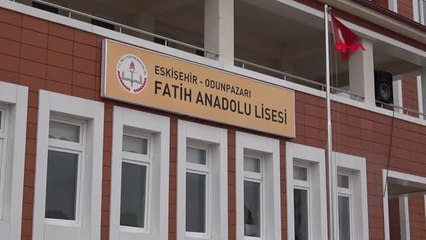 ESKİŞEHİR - ODUNPAZARI
FATİH ANADOLU LİSESİ